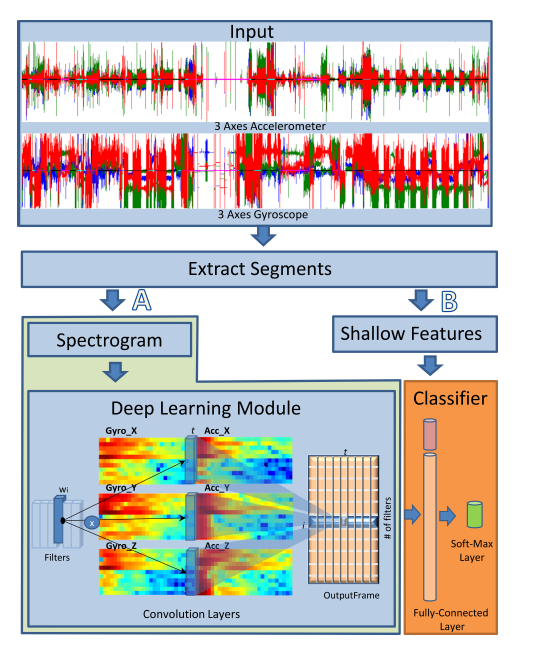 Input
3 Axes Accelerometer
3 Axes Gyroscope
Extract Segments
A
B
Spectrogram
Shallow Features
Deep Learning Module
Classifier
Gyro_X
t
Acc_X
t
wi
Gyro_Y
Acc_Y
x
i
# of filters
Gyro_Z
Acc_Z
Filters
Soft-Max
Layer
OutputFrame
Convolution Layers
Fully-Connected
Layer